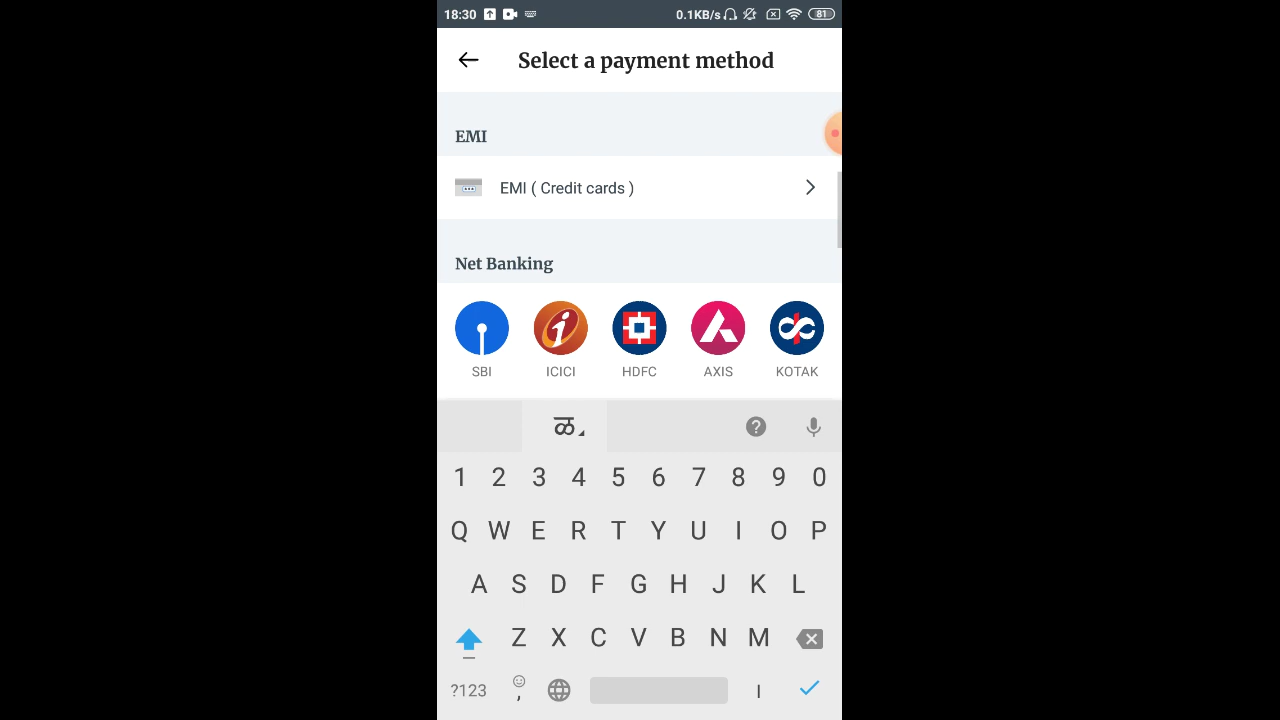 18:30 0.1KB/s 81
Select a payment method
EMI
EMI ( Credit cards )
Net Banking
SBI ICICI HDFC AXIS KOTAK
ळ
1 2 3 4 5 6 7 8 9 0
Q W E R T Y U I O P
A S D F G H J K L
Z X C V B N M
?123 , ।